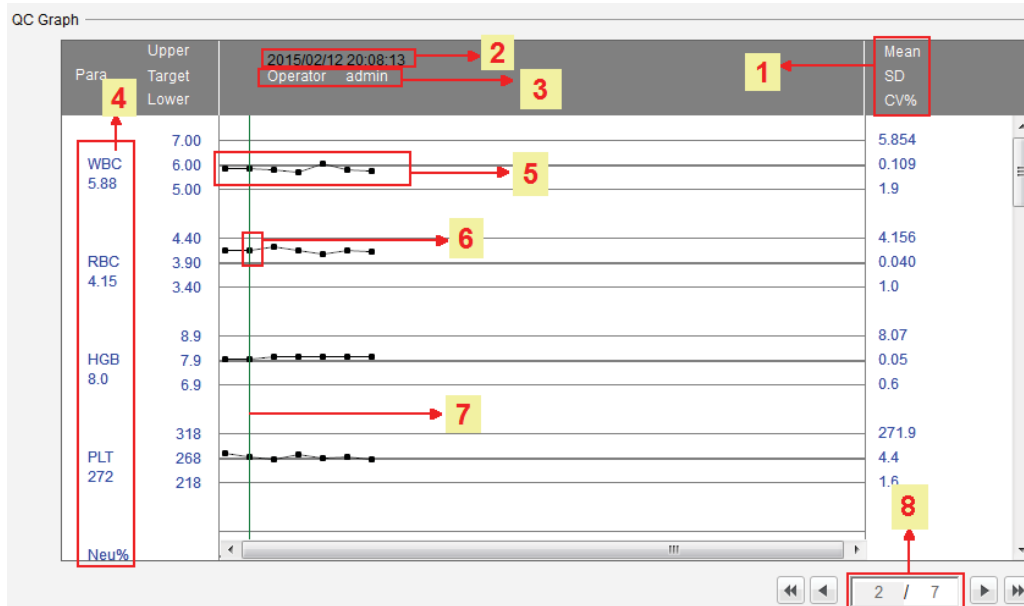 QC Graph
Upper
Para. Target
Lower
2015/02/12 20:08:13
Operator admin
Mean
SD
CV%
1
2
3
4
5
6
7
8
7.00
WBC 6.00
5.88 5.00
5.854
0.109
1.9
4.40
RBC 3.90
4.15 3.40
4.156
0.040
1.0
8.9
HGB 7.9
8.0 6.9
8.07
0.05
0.6
318
PLT 268
272 218
271.9
4.4
1.6
Neu%
2 / 7